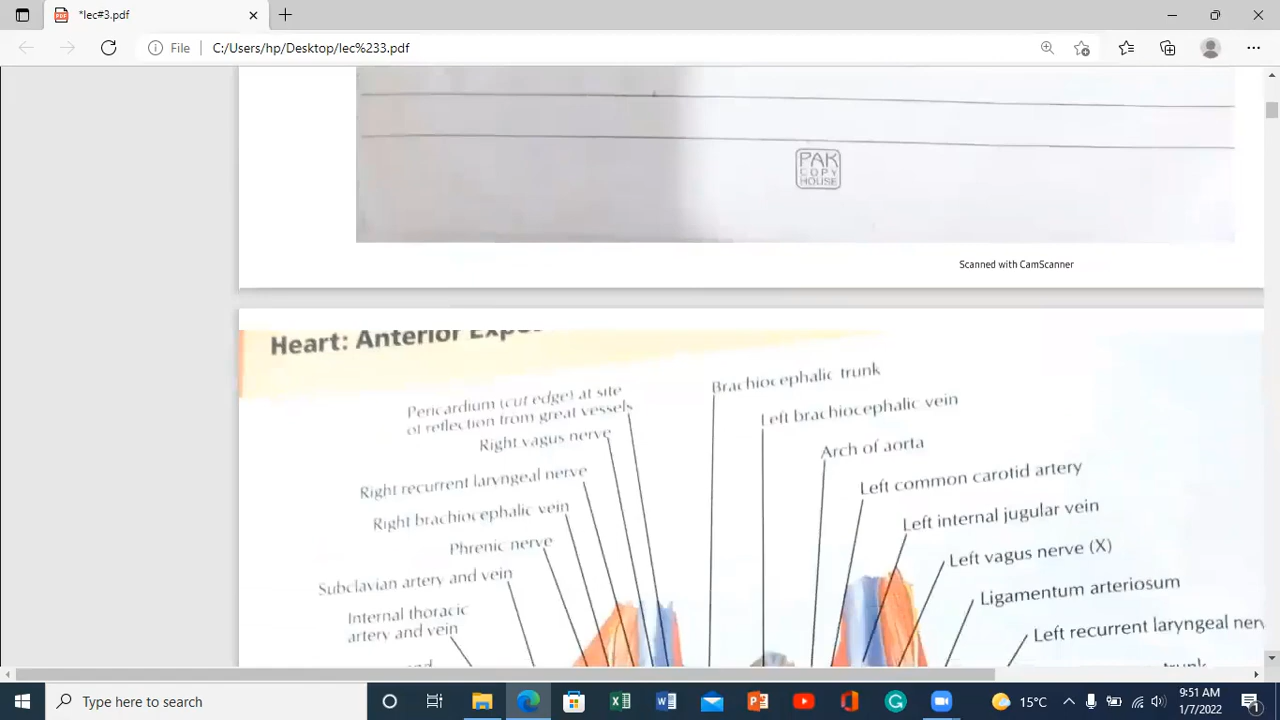 *lec#3.pdf
File
C:/Users/hp/Desktop/lec%233.pdf
PAK
COPY
HOUSE
Scanned with CamScanner
Heart: Anterior
Brachiocephalic trunk
Pericardium (cut edge) at site
of reflection from great vessels
Left brachiocephalic vein
Right vagus nerve
Arch of aorta
Right recurrent laryngeal nerve
Left common carotid artery
Right brachiocephalic vein
Left internal jugular vein
Phrenic nerve
Left vagus nerve (X)
Subclavian artery and vein
Ligamentum arteriosum
Internal thoracic
artery and vein
Left recurrent laryngeal nerv
trunk
Type here to search
15°C
9:51 AM
1/7/2022